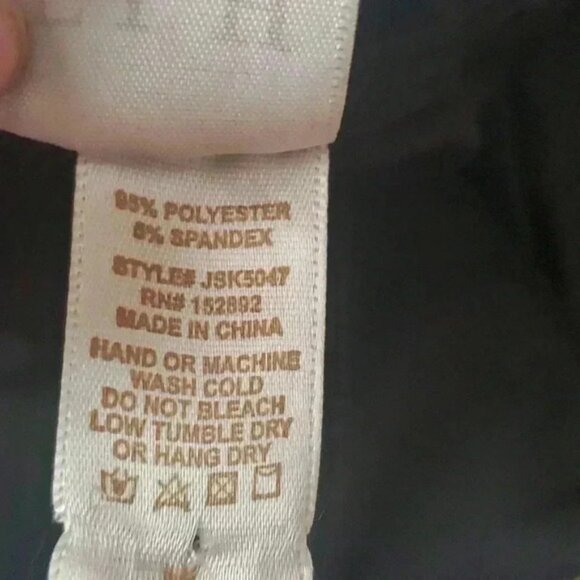 95% POLYESTER
5% SPANDEX
STYLE# JSK5047
RN# 152892
MADE IN CHINA
HAND OR MACHINE
WASH COLD
DO NOT BLEACH
LOW TUMBLE DRY
OR HANG DRY